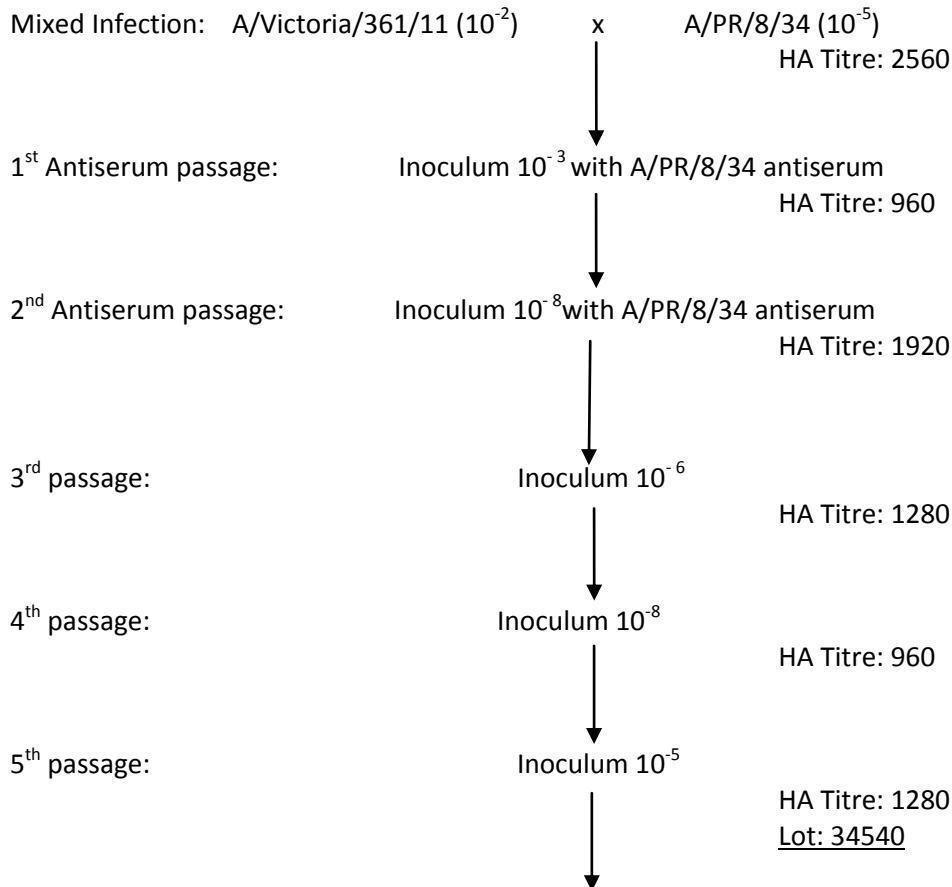 Mixed Infection: A/Victoria/361/11 (10⁻²) x A/PR/8/34 (10⁻⁵)
HA Titre: 2560
1ˢᵗ Antiserum passage: Inoculum 10⁻³ with A/PR/8/34 antiserum
HA Titre: 960
2ⁿᵈ Antiserum passage: Inoculum 10⁻⁸ with A/PR/8/34 antiserum
HA Titre: 1920
3ʳᵈ passage: Inoculum 10⁻⁶
HA Titre: 1280
4ᵗʰ passage: Inoculum 10⁻⁸
HA Titre: 960
5ᵗʰ passage: Inoculum 10⁻⁵
HA Titre: 1280
Lot: 34540